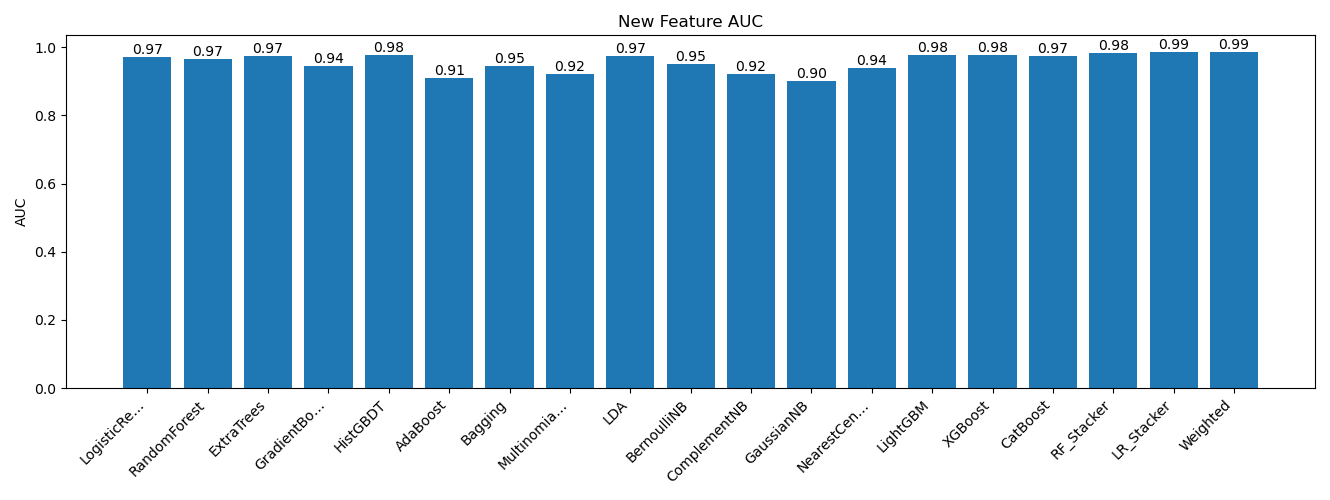 New Feature AUC
0.97 0.97 0.97 0.94 0.98 0.91 0.95 0.92 0.97 0.95 0.92 0.90 0.94 0.98 0.98 0.97 0.98 0.99 0.99
1.0
0.8
0.6
0.4
0.2
0.0
AUC
LogisticRe...
RandomForest
ExtraTrees
GradientBo...
HistGBDT
AdaBoost
Bagging
Multinomia...
LDA
BernoulliNB
ComplementNB
GaussianNB
NearestCen...
LightGBM
XGBoost
CatBoost
RF_Stacker
LR_Stacker
Weighted